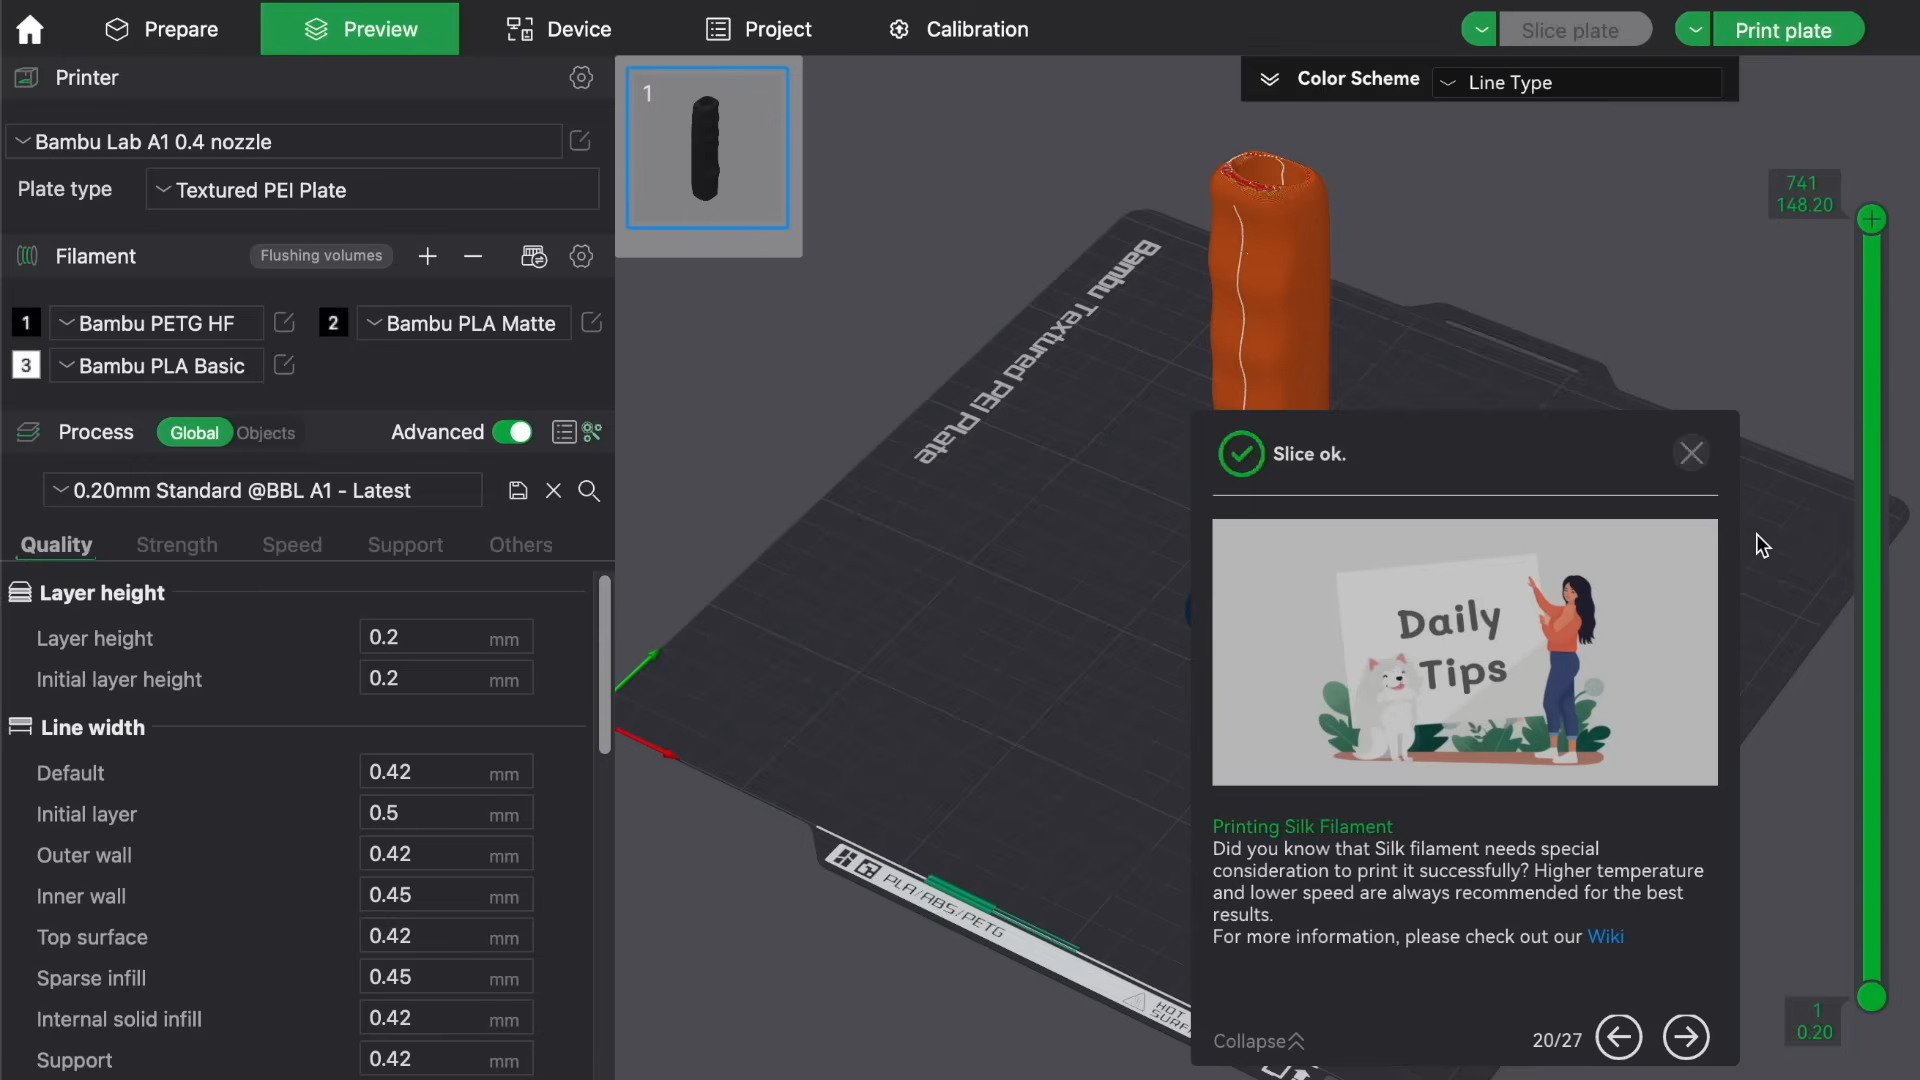 Prepare
Preview
Device
Project
Calibration
Slice plate
Print plate
Printer
Bambu Lab A1 0.4 nozzle
Plate type
Textured PEI Plate
Filament
Flushing volumes
1
Bambu PETG HF
2
Bambu PLA Matte
3
Bambu PLA Basic
Process
Global
Objects
Advanced
0.20mm Standard @BBL A1 - Latest
Quality
Strength
Speed
Support
Others
Layer height
Layer height 0.2 mm
Initial layer height 0.2 mm
Line width
Default 0.42 mm
Initial layer 0.5 mm
Outer wall 0.42 mm
Inner wall 0.45 mm
Top surface 0.42 mm
Sparse infill 0.45 mm
Internal solid infill 0.42 mm
Support 0.42 mm
1
Color Scheme
Line Type
741
148.20
Bambu Textured PEI Plate
PLA/ABS/PETG
HOT
Slice ok.
Daily
Tips
Printing Silk Filament
Did you know that Silk filament needs special
consideration to print it successfully? Higher temperature
and lower speed are always recommended for the best
results.
For more information, please check out our Wiki
Collapse
20/27
1
0.20